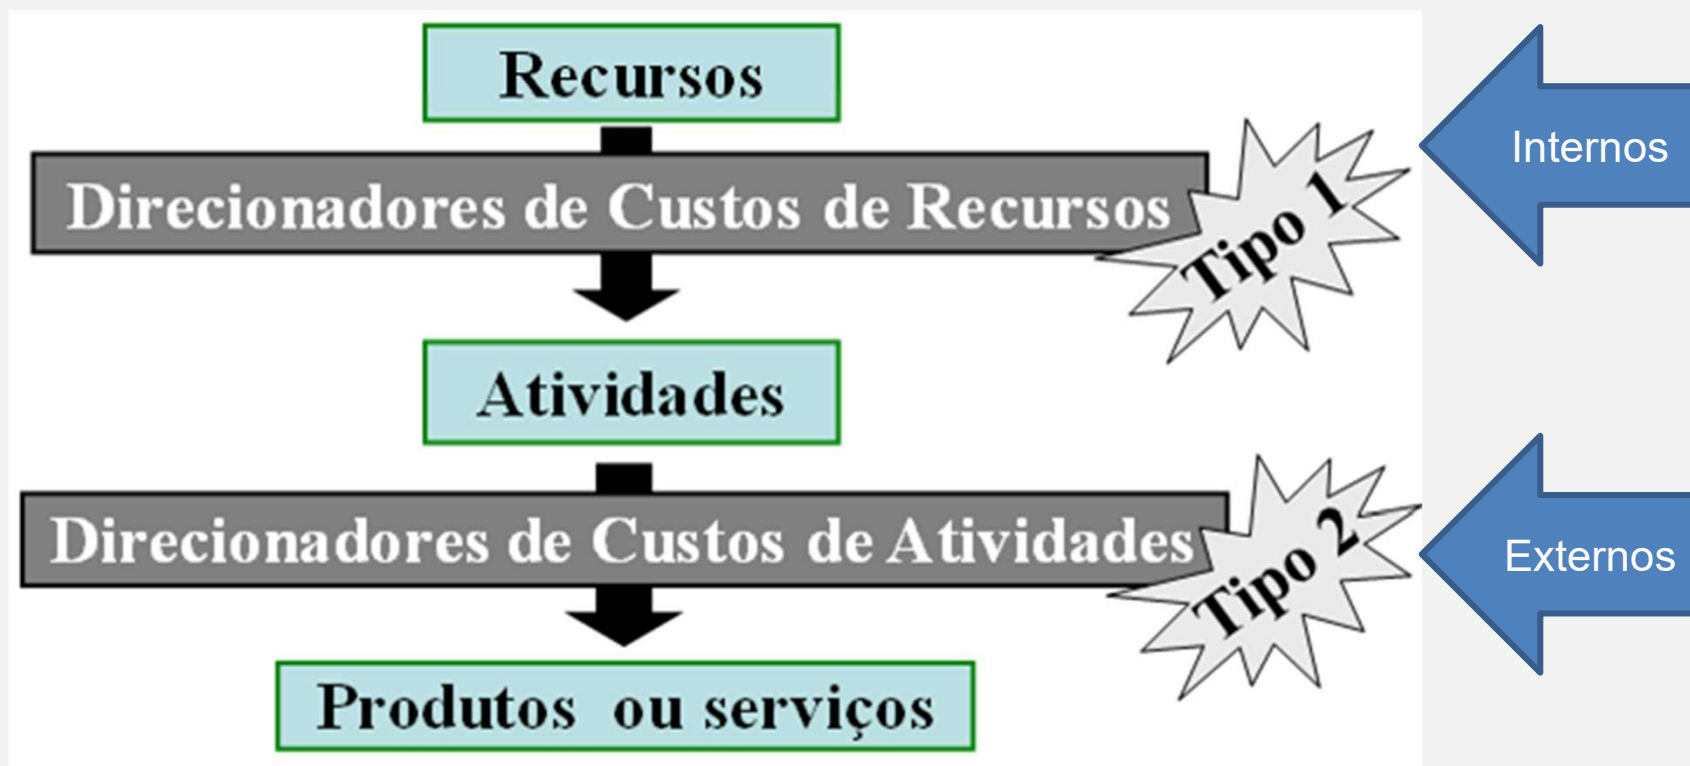 Recursos
Internos
Direcionadores de Custos de Recursos
Tipo 1
Atividades
Direcionadores de Custos de Atividades
Tipo 2
Externos
Produtos ou serviços